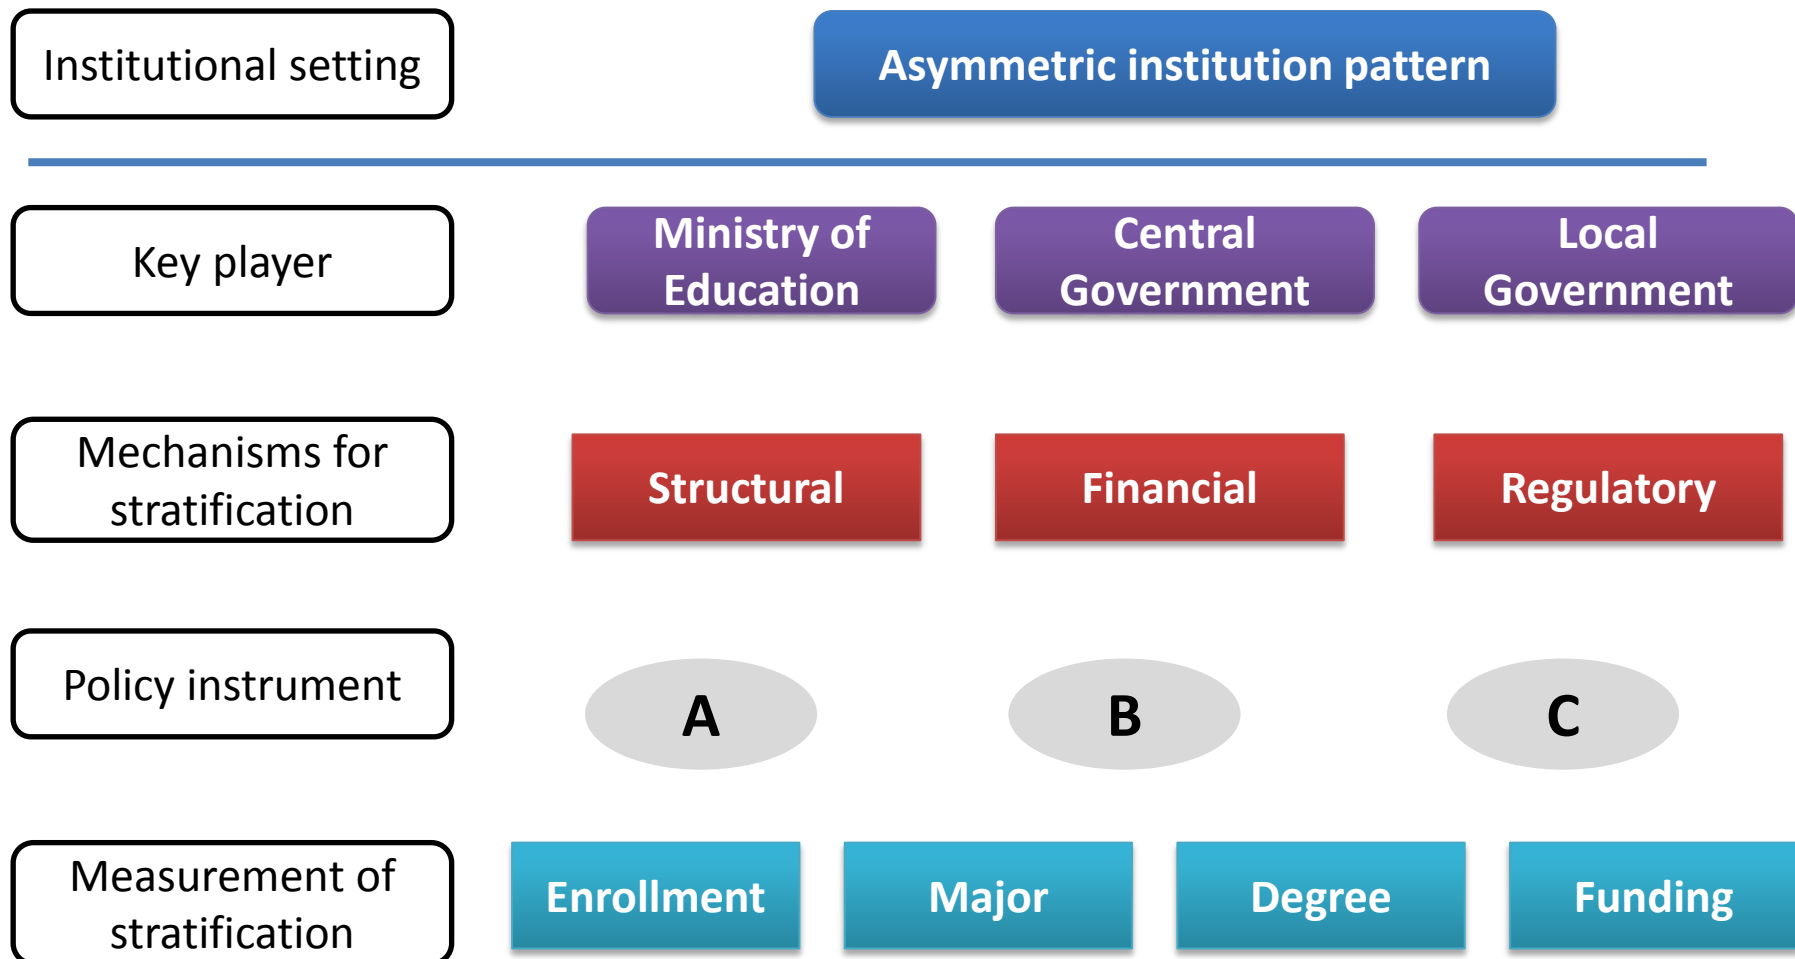 Institutional setting
Asymmetric institution pattern
Key player
Ministry of
Education
Central
Government
Local
Government
Mechanisms for
stratification
Structural
Financial
Regulatory
Policy instrument
A
B
C
Measurement of
stratification
Enrollment
Major
Degree
Funding